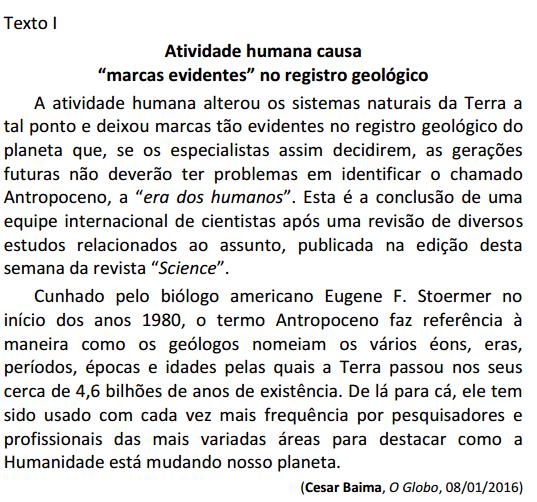 Texto I
Atividade humana causa
“marcas evidentes” no registro geológico
A atividade humana alterou os sistemas naturais da Terra a
tal ponto e deixou marcas tão evidentes no registro geológico do
planeta que, se os especialistas assim decidirem, as gerações
futuras não deverão ter problemas em identificar o chamado
Antropoceno, a “era dos humanos”. Esta é a conclusão de uma
equipe internacional de cientistas após uma revisão de diversos
estudos relacionados ao assunto, publicada na edição desta
semana da revista “Science”.
Cunhado pelo biólogo americano Eugene F. Stoermer no
início dos anos 1980, o termo Antropoceno faz referência à
maneira como os geólogos nomeiam os vários éons, eras,
períodos, épocas e idades pelas quais a Terra passou nos seus
cerca de 4,6 bilhões de anos de existência. De lá para cá, ele tem
sido usado com cada vez mais frequência por pesquisadores e
profissionais das mais variadas áreas para destacar como a
Humanidade está mudando nosso planeta.
(Cesar Baima, O Globo, 08/01/2016)